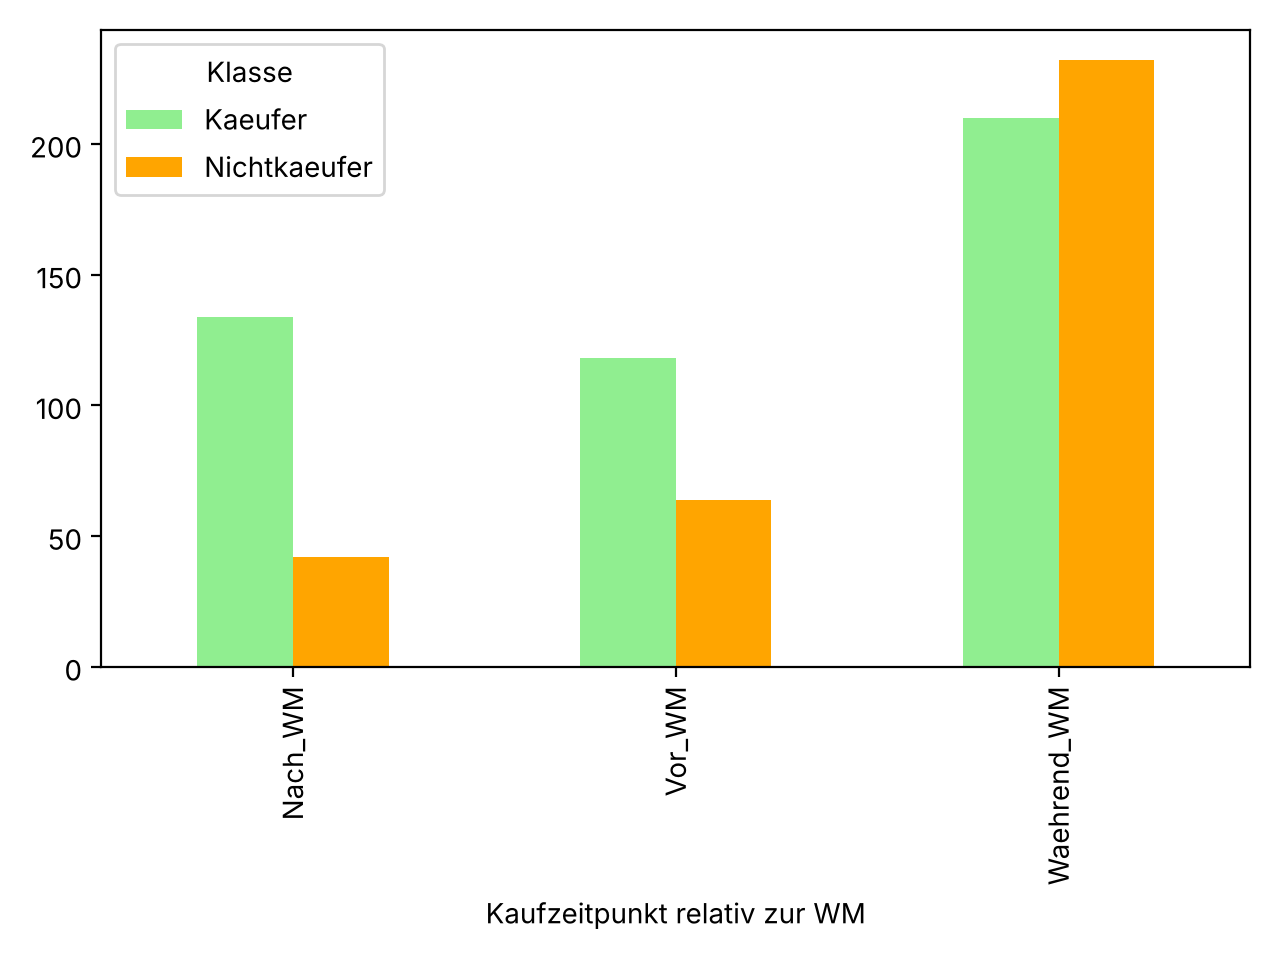 Klasse
Kaeufer
Nichtkaeufer
200
150
100
50
0
Nach_WM
Vor_WM
Waehrend_WM
Kaufzeitpunkt relativ zur WM